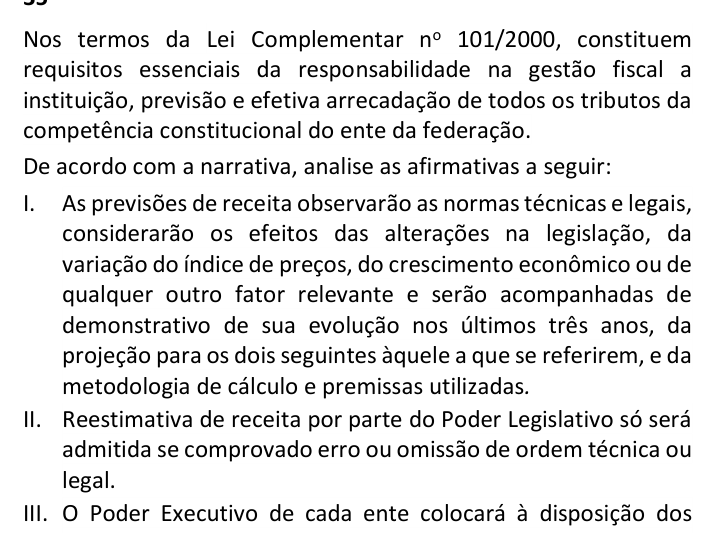 Nos termos da Lei Complementar nº 101/2000, constituem
requisitos essenciais da responsabilidade na gestão fiscal a
instituição, previsão e efetiva arrecadação de todos os tributos da
competência constitucional do ente da federação.
De acordo com a narrativa, analise as afirmativas a seguir:
I. As previsões de receita observarão as normas técnicas e legais,
considerarão os efeitos das alterações na legislação, da
variação do índice de preços, do crescimento econômico ou de
qualquer outro fator relevante e serão acompanhadas de
demonstrativo de sua evolução nos últimos três anos, da
projeção para os dois seguintes àquele a que se referirem, e da
metodologia de cálculo e premissas utilizadas.
II. Reestimativa de receita por parte do Poder Legislativo só será
admitida se comprovado erro ou omissão de ordem técnica ou
legal.
III. O Poder Executivo de cada ente colocará à disposição dos